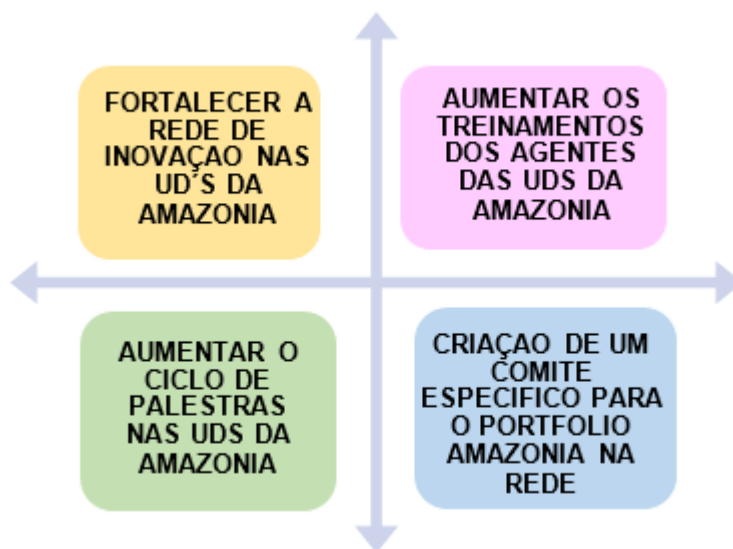 FORTALECER A
REDE DE
INOVAÇAO NAS
UD´S DA
AMAZONIA
AUMENTAR OS
TREINAMENTOS
DOS AGENTES
DAS UDS DA
AMAZONIA
AUMENTAR O
CICLO DE
PALESTRAS
NAS UDS DA
AMAZONIA
CRIAÇAO DE UM
COMITE
ESPECIFICO PARA
O PORTFOLIO
AMAZONIA NA
REDE